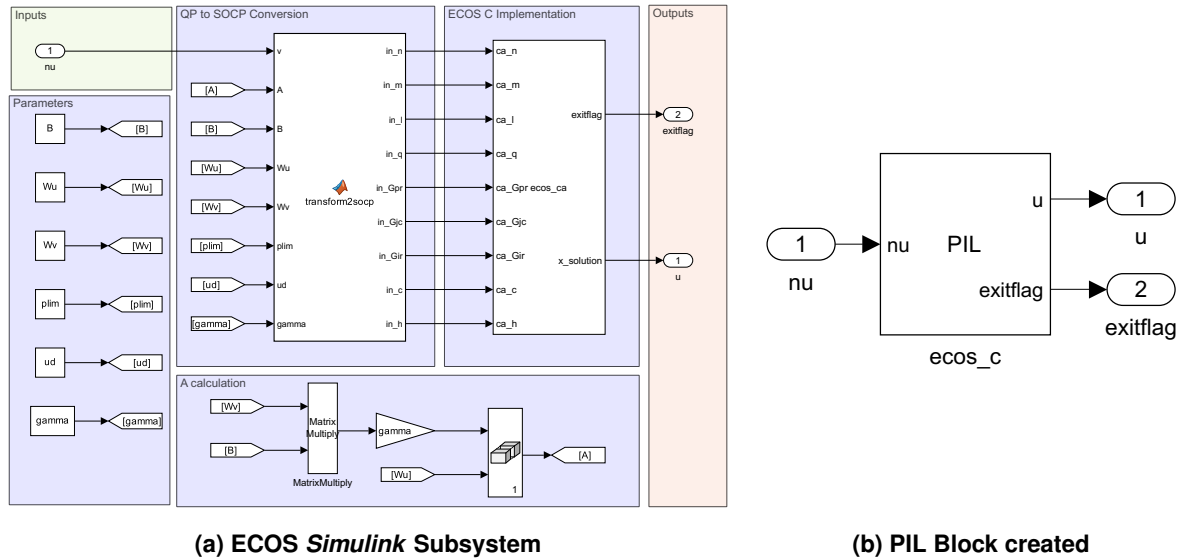 Inputs
1
nu
Parameters
B
[B]
Wu
[Wu]
Wv
[Wv]
plim
[plim]
ud
[ud]
gamma
[gamma]
QP to SOCP Conversion
[A]
[B]
[Wu]
[Wv]
[plim]
[ud]
[gamma]
v
A
B
Wu
Wv
plim
ud
gamma
transform2socp
in_n
in_m
in_l
in_q
in_Gpr
in_Gjc
in_Gir
in_c
in_h
ECOS C Implementation
ca_n
ca_m
ca_l
ca_q
ca_Gpr ecos_ca
ca_Gjc
ca_Gir
ca_c
ca_h
exitflag
x_solution
Outputs
2
exitflag
1
u
A calculation
[Wv]
[B]
Matrix
Multiply
MatrixMultiply
gamma
[Wu]
1
[A]
(a) ECOS Simulink Subsystem
1
nu
nu
PIL
u
exitflag
ecos_c
1
u
2
exitflag
(b) PIL Block created